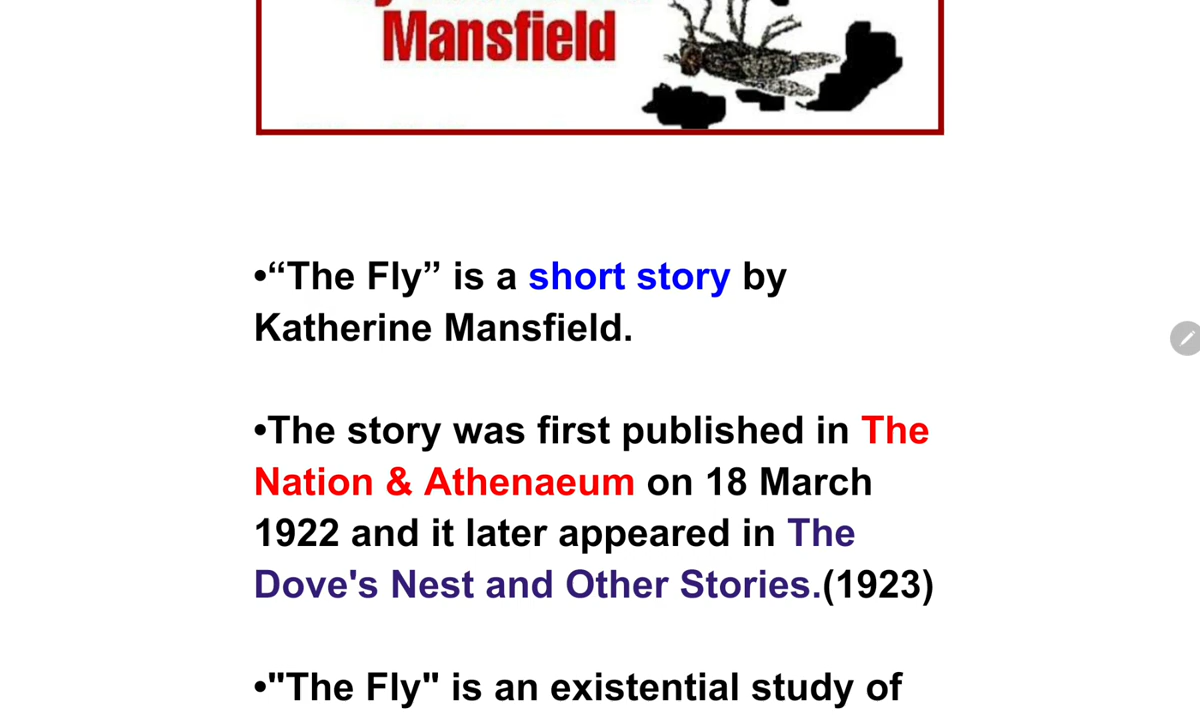 Mansfield
•“The Fly” is a short story by
Katherine Mansfield.
•The story was first published in The
Nation & Athenaeum on 18 March
1922 and it later appeared in The
Dove's Nest and Other Stories.(1923)
•"The Fly" is an existential study of